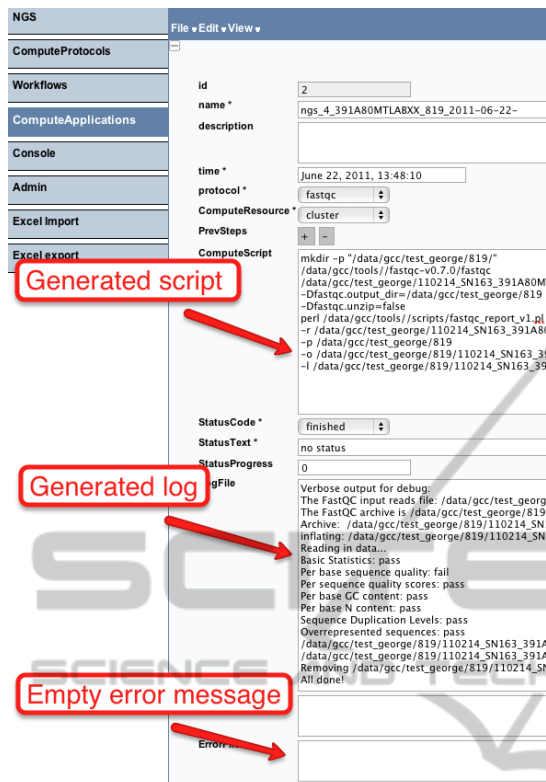 NGS
ComputeProtocols
Workflows
ComputeApplications
Console
Admin
Excel Import
Excel export
File Edit View
id
2
name *
ngs_4_391A80MTLABXX_819_2011-06-22-
description
time *
June 22, 2011, 13:48:10
protocol *
fastqc
ComputeResource *
cluster
PrevSteps
+ -
ComputeScript
mkdir -p "/data/gcc/test_george/819/"
/data/gcc/tools//fastqc-v0.7.0/fastqc
/data/gcc/test_george/110214_SN163_391A80M
-Dfastqc.output_dir=/data/gcc/test_george/819
-Dfastqc.unzip=false
perl /data/gcc/tools//scripts/fastqc_report_v1.pl
-r /data/gcc/test_george/110214_SN163_391A80
-p /data/gcc/test_george/819
-o /data/gcc/test_george/819/110214_SN163_39
-l /data/gcc/test_george/819/110214_SN163_39
Generated script
StatusCode *
finished
StatusText *
no status
StatusProgress
0
Generated log
Verbose output for debug:
The FastQC input reads file: /data/gcc/test_georg
The FastQC archive is /data/gcc/test_george/819
Archive: /data/gcc/test_george/819/110214_SN
inflating: /data/gcc/test_george/819/110214_SN
Reading in data...
Basic Statistics: pass
Per base sequence quality: fail
Per sequence quality scores: pass
Per base GC content: pass
Per base N content: pass
Sequence Duplication Levels: pass
Overrepresented sequences: pass
/data/gcc/test_george/819/110214_SN163_391A
/data/gcc/test_george/819/110214_SN163_391A
Removing /data/gcc/test_george/819/110214_SN
All done!
Empty error message
SCIENCE AND TECH